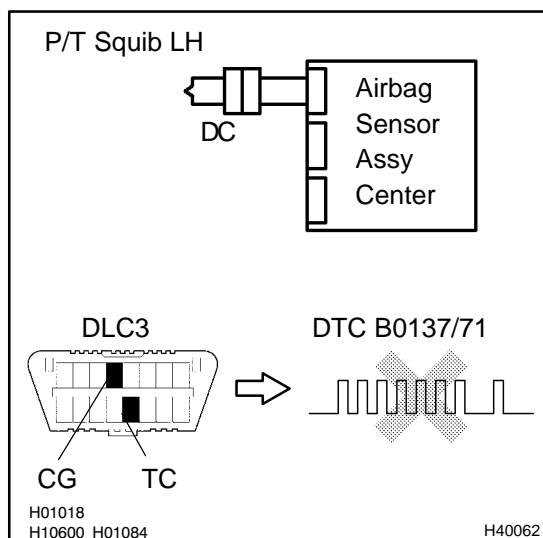 P/T Squib LH
DC
Airbag
Sensor
Assy
Center
DLC3
DTC B0137/71
CG
TC
H01018
H10600 H01084
H40062